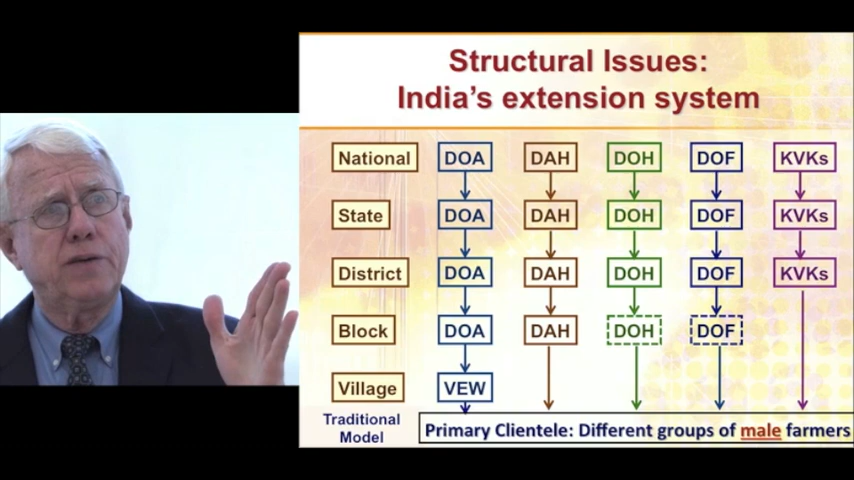 Structural Issues:
India's extension system
National DOA DAH DOH DOF KVKs
State DOA DAH DOH DOF KVKs
District DOA DAH DOH DOF KVKs
Block DOA DAH DOH DOF
Village VEW
Traditional
Model
Primary Clientele: Different groups of male farmers